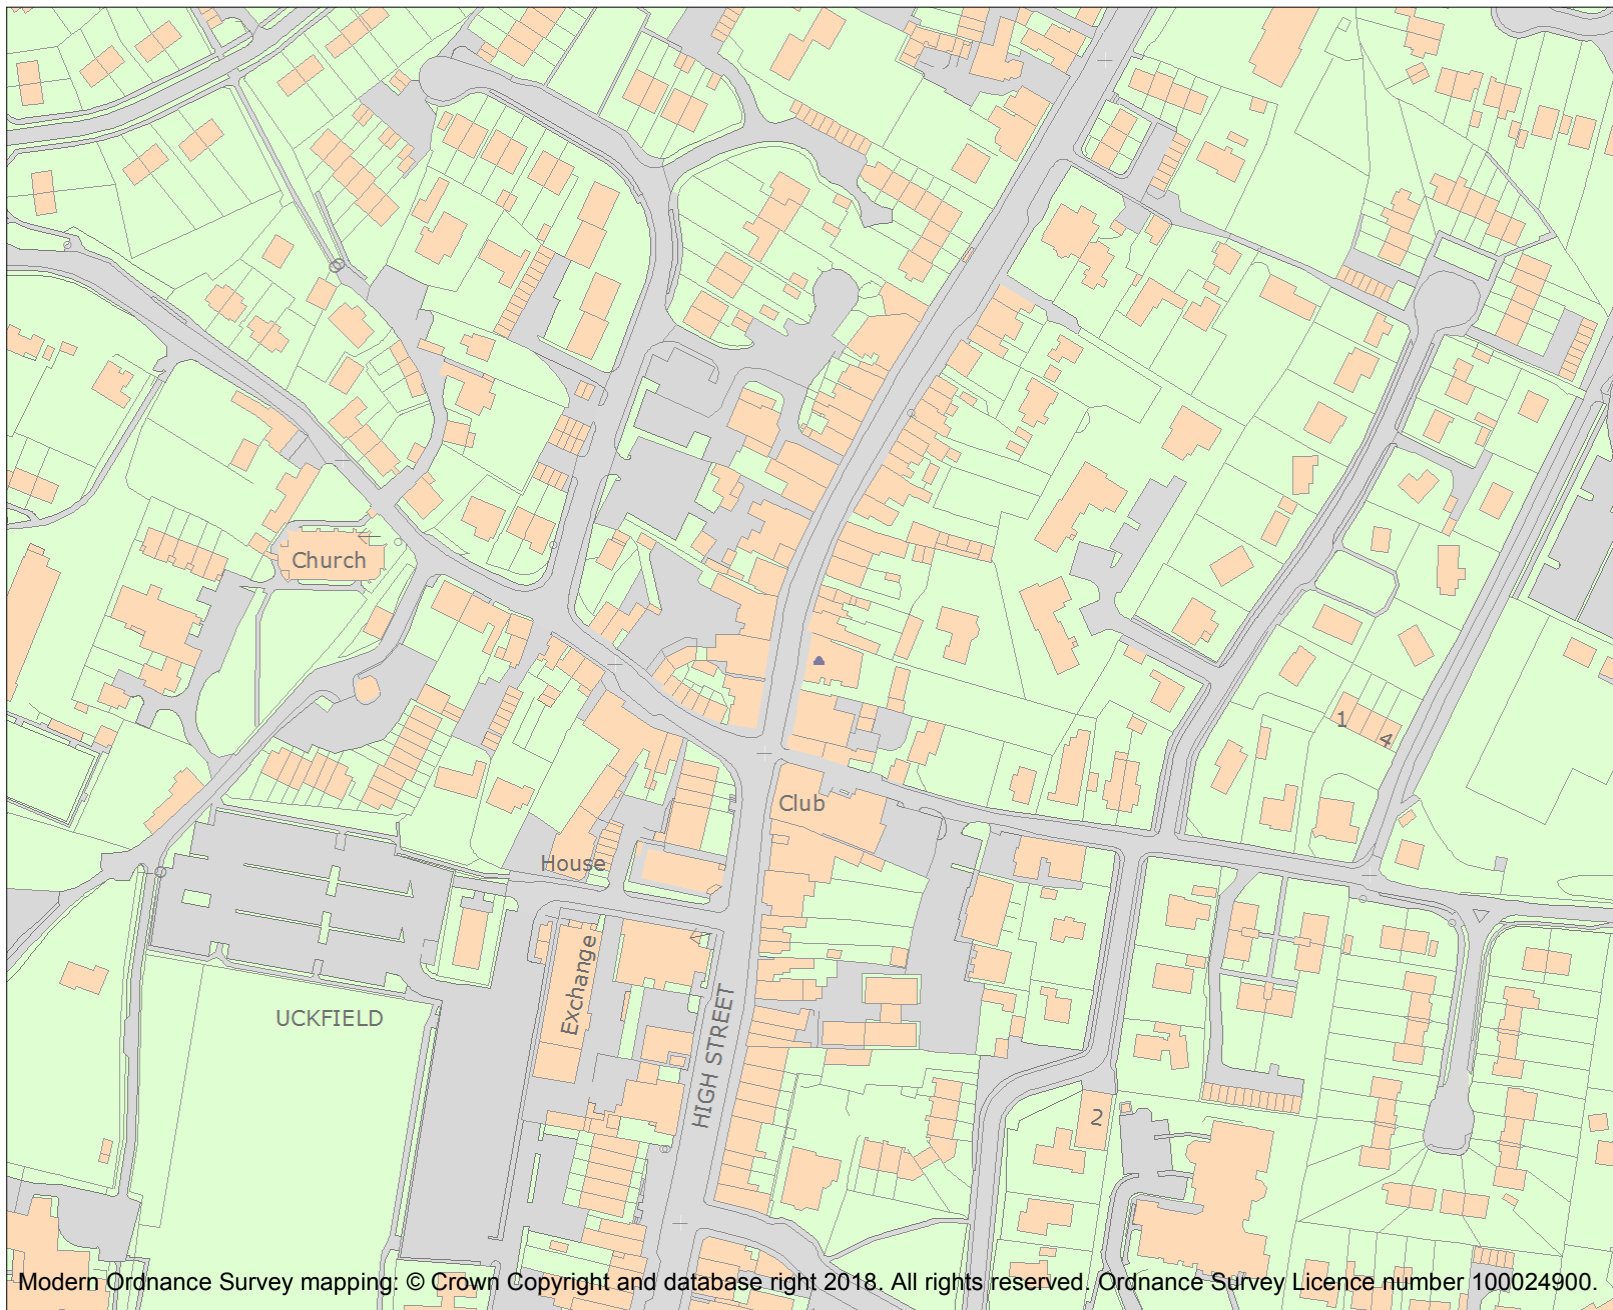 Church
1
4
Club
House
Exchange
UCKFIELD
HIGH STREET
2
Modern Ordnance Survey mapping: © Crown Copyright and database right 2018. All rights reserved. Ordnance Survey Licence number 100024900.